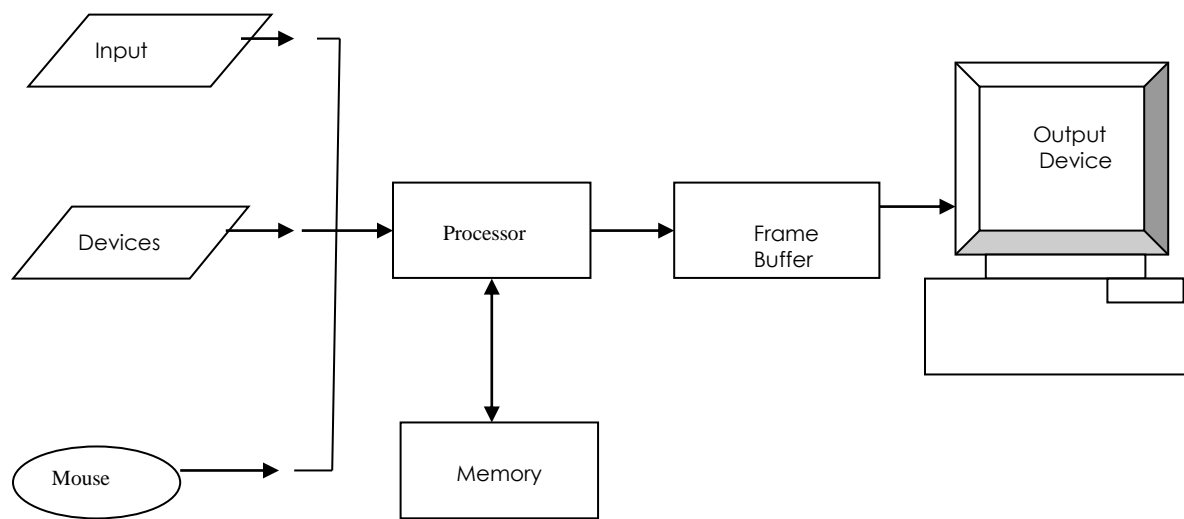 Input
Devices
Mouse
Processor
Memory
Frame
Buffer
Output
Device